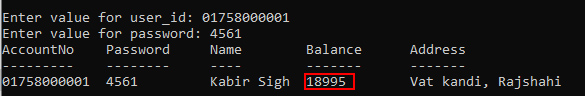 Enter value for user_id: 01758000001
Enter value for password: 4561
AccountNo Password Name Balance Address
--------- -------- ---- ------- -------
01758000001 4561 Kabir Sigh 18995 Vat kandi, Rajshahi